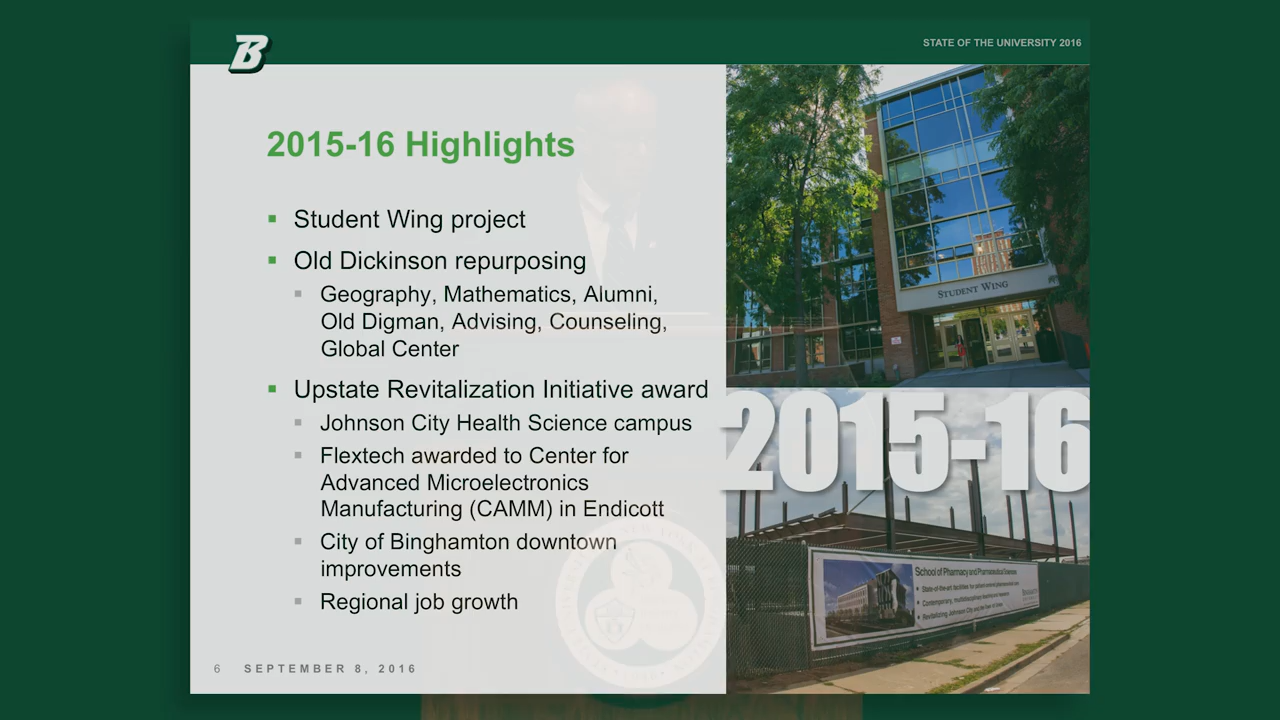 B
STATE OF THE UNIVERSITY 2016
2015-16 Highlights
Student Wing project
Old Dickinson repurposing
Geography, Mathematics, Alumni,
Old Digman, Advising, Counseling,
Global Center
Upstate Revitalization Initiative award
Johnson City Health Science campus
Flextech awarded to Center for
Advanced Microelectronics
Manufacturing (CAMM) in Endicott
City of Binghamton downtown
improvements
Regional job growth
6 SEPTEMBER 8, 2016
STUDENT WING
2015-16
School of Pharmacy and Pharmaceutical Sciences